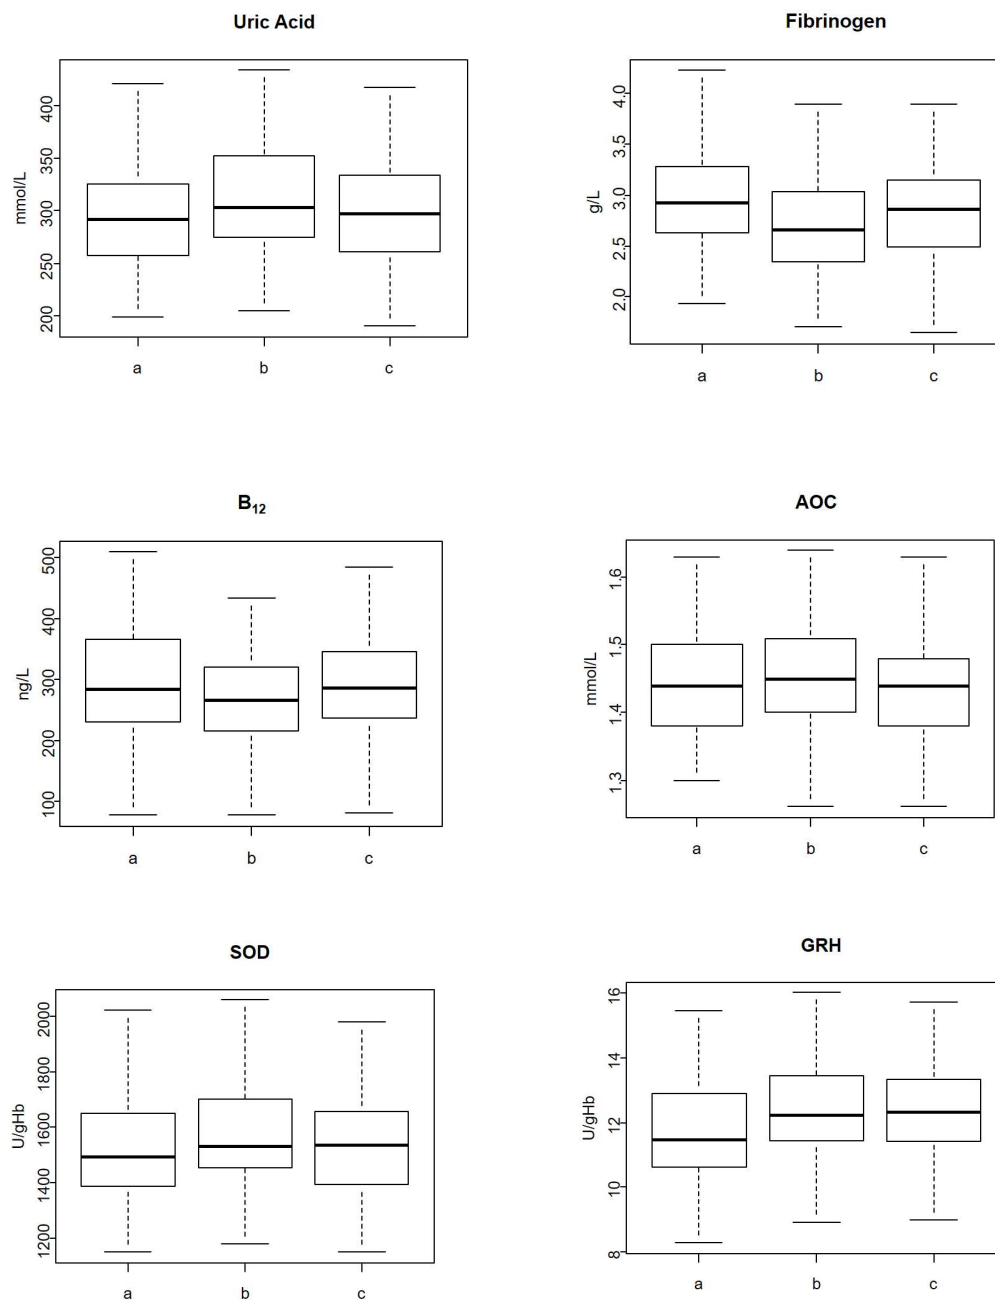 Uric Acid
mmol/L
400
350
300
250
200
a b c
Fibrinogen
g/L
4.0
3.5
3.0
2.5
2.0
a b c
B12
ng/L
500
400
300
200
100
a b c
AOC
mmol/L
1.6
1.5
1.4
1.3
a b c
SOD
U/gHb
2000
1800
1600
1400
1200
a b c
GRH
U/gHb
16
14
12
10
8
a b c